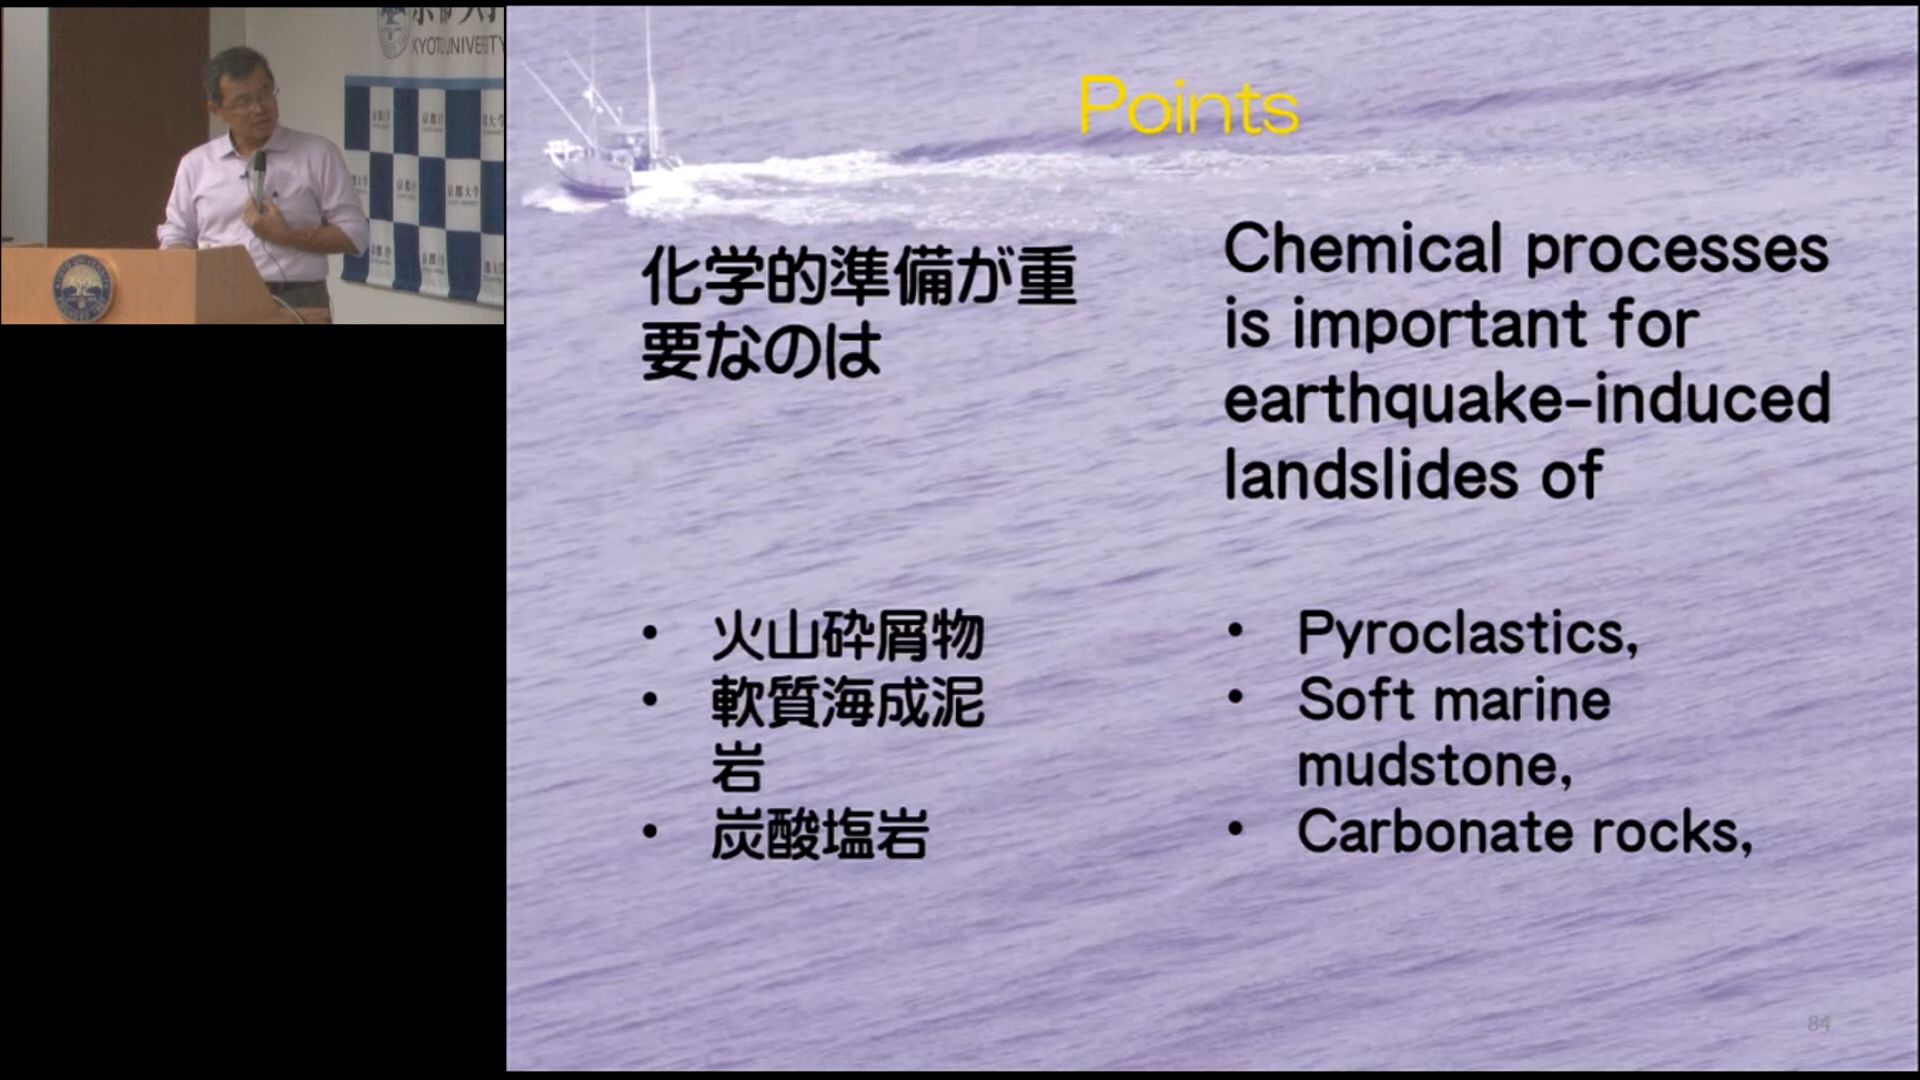 KYOTO UNIVERSITY
Points
化学的準備が重
要なのは
Chemical processes
is important for
earthquake-induced
landslides of
• 火山砕屑物
• 軟質海成泥
岩
• 炭酸塩岩
• Pyroclastics,
• Soft marine
mudstone,
• Carbonate rocks,
84